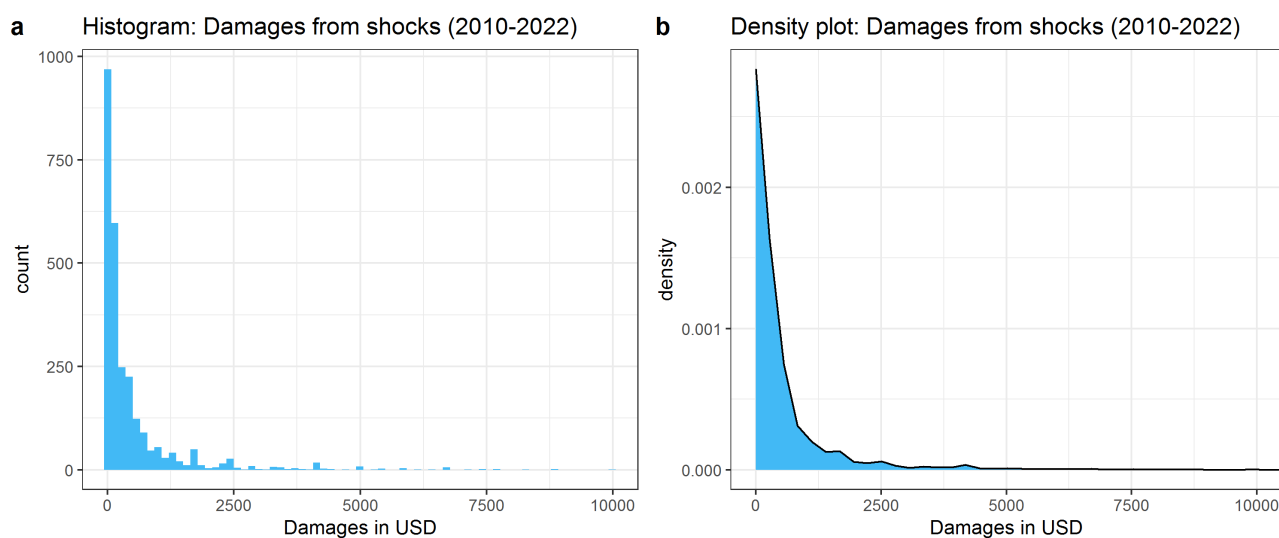 a
Histogram: Damages from shocks (2010-2022)
1000
750
500
250
0
count
0 2500 5000 7500 10000
Damages in USD
b
Density plot: Damages from shocks (2010-2022)
0.002
0.001
0.000
density
0 2500 5000 7500 10000
Damages in USD